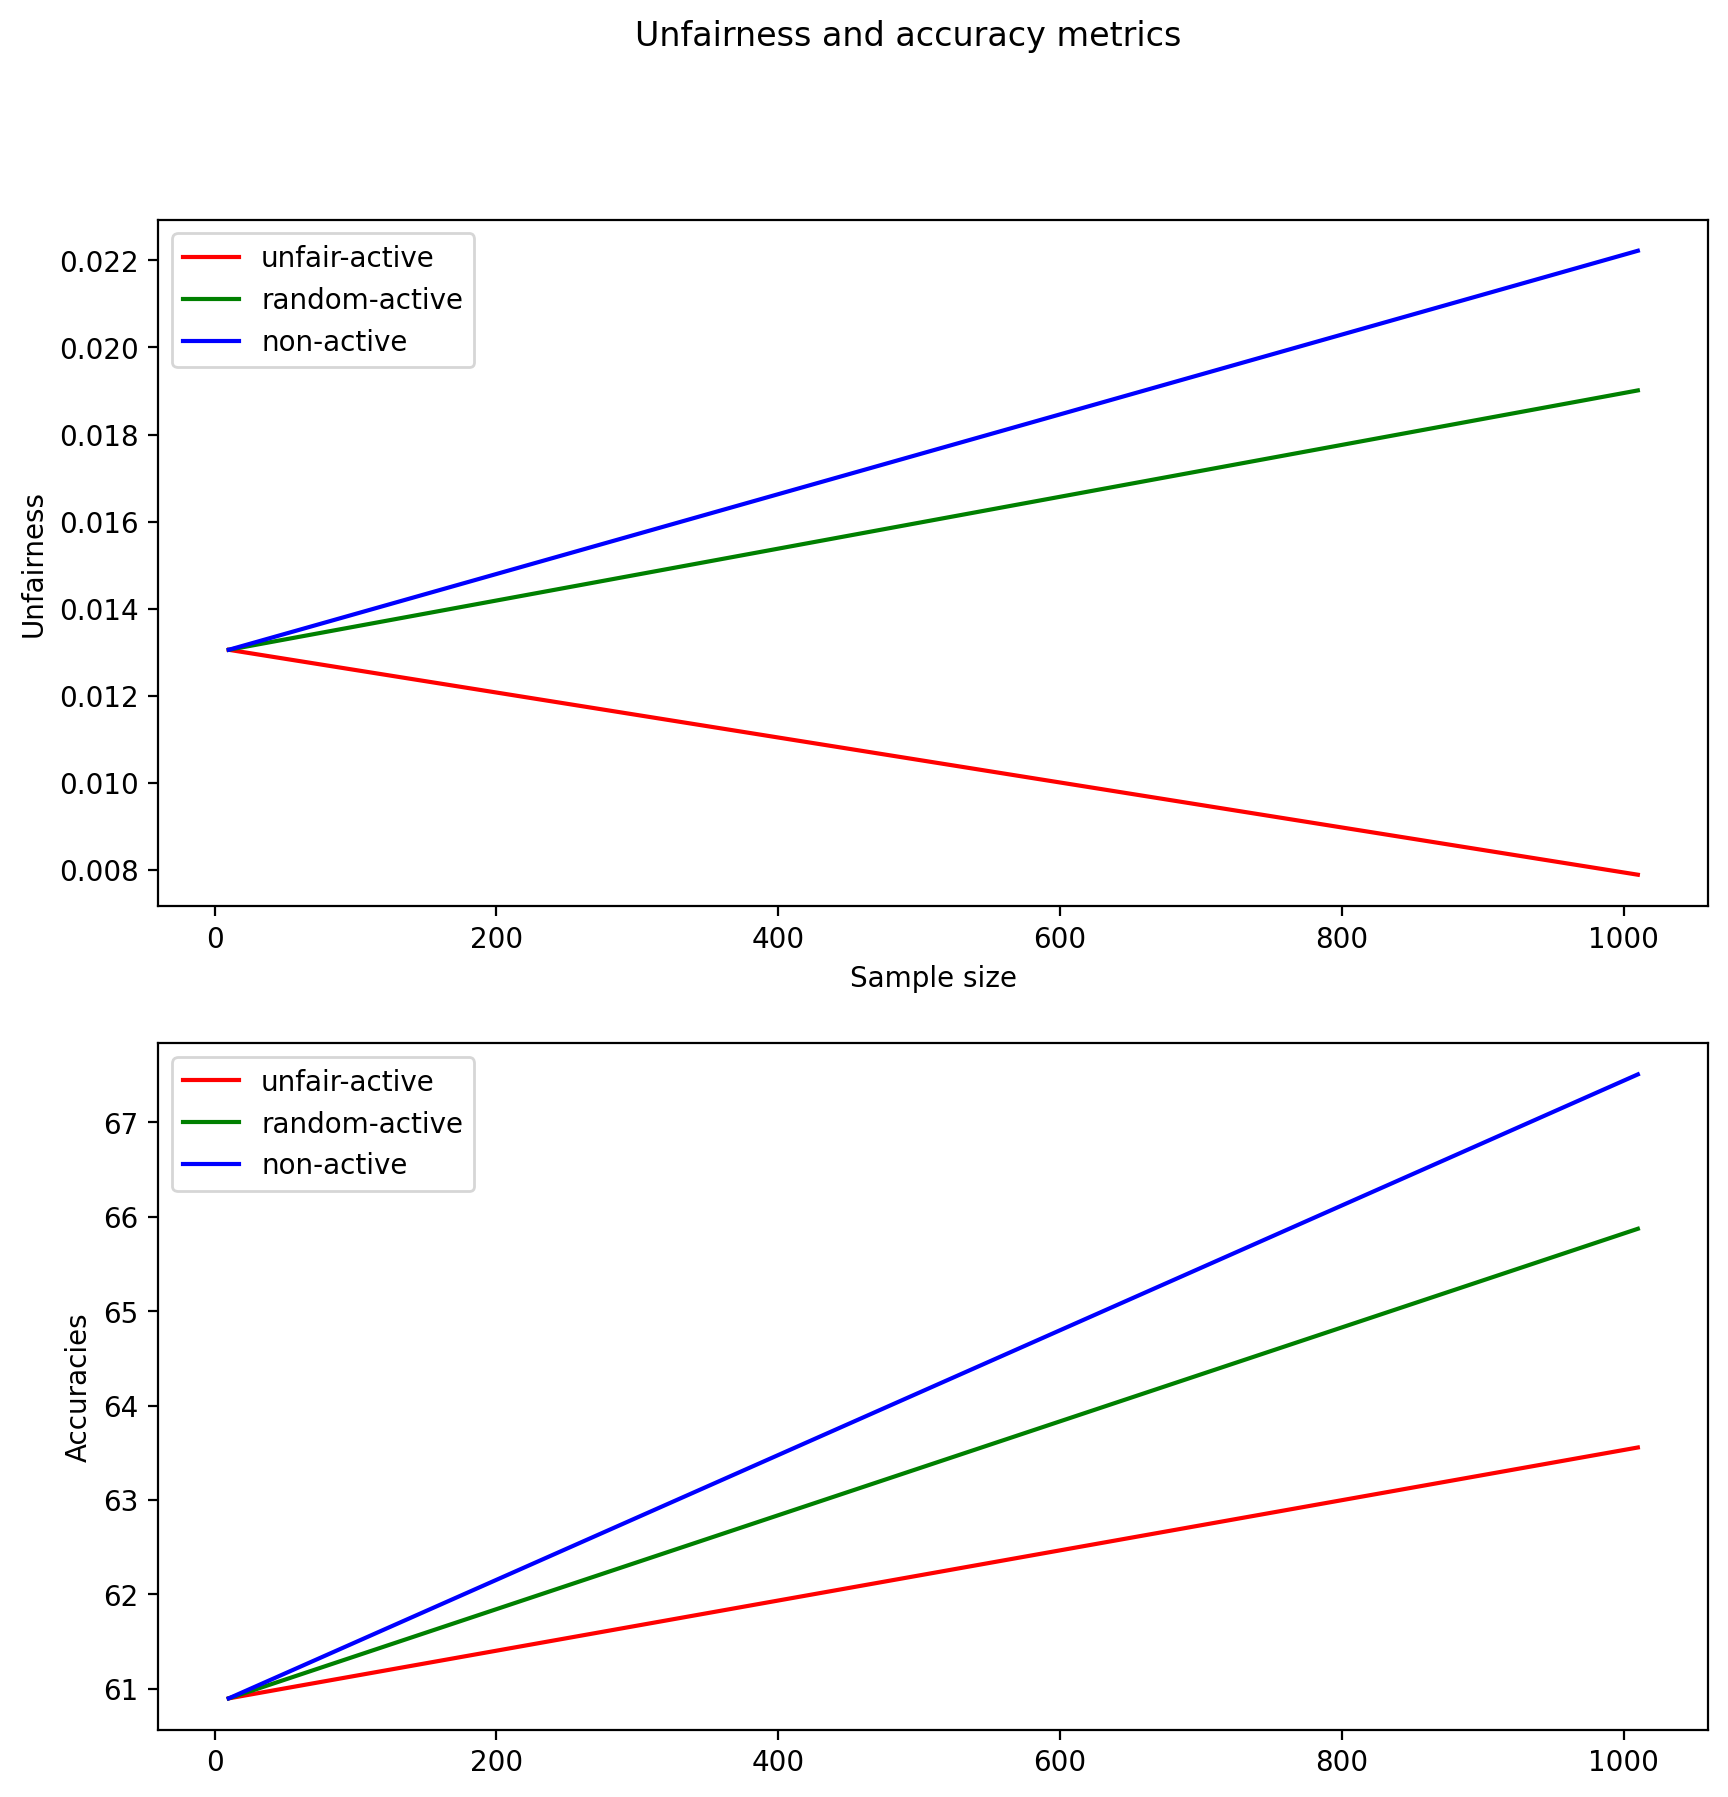 Unfairness and accuracy metrics
unfair-active
random-active
non-active
0.022
0.020
0.018
0.016
0.014
0.012
0.010
0.008
Unfairness
0 200 400 600 800 1000
Sample size
unfair-active
random-active
non-active
67
66
65
64
63
62
61
Accuracies
0 200 400 600 800 1000